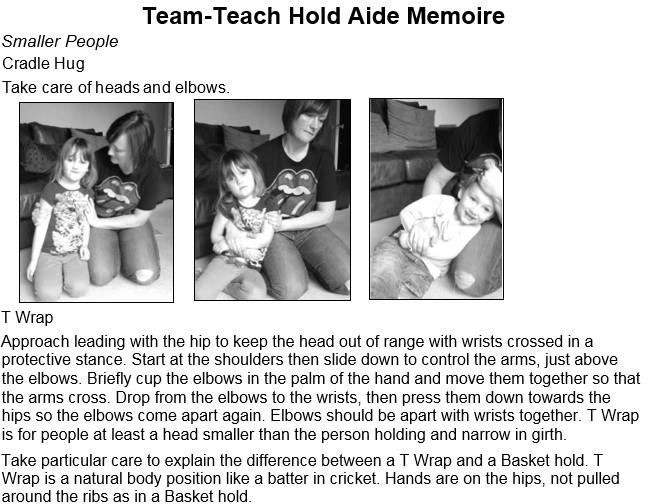 Team-Teach Hold Aide Memoire
Smaller People
Cradle Hug
Take care of heads and elbows.
T Wrap
Approach leading with the hip to keep the head out of range with wrists crossed in a
protective stance. Start at the shoulders then slide down to control the arms, just above
the elbows. Briefly cup the elbows in the palm of the hand and move them together so that
the arms cross. Drop from the elbows to the wrists, then press them down towards the
hips so the elbows come apart again. Elbows should be apart with wrists together. T Wrap
is for people at least a head smaller than the person holding and narrow in girth.
Take particular care to explain the difference between a T Wrap and a Basket hold. T
Wrap is a natural body position like a batter in cricket. Hands are on the hips, not pulled
around the ribs as in a Basket hold.